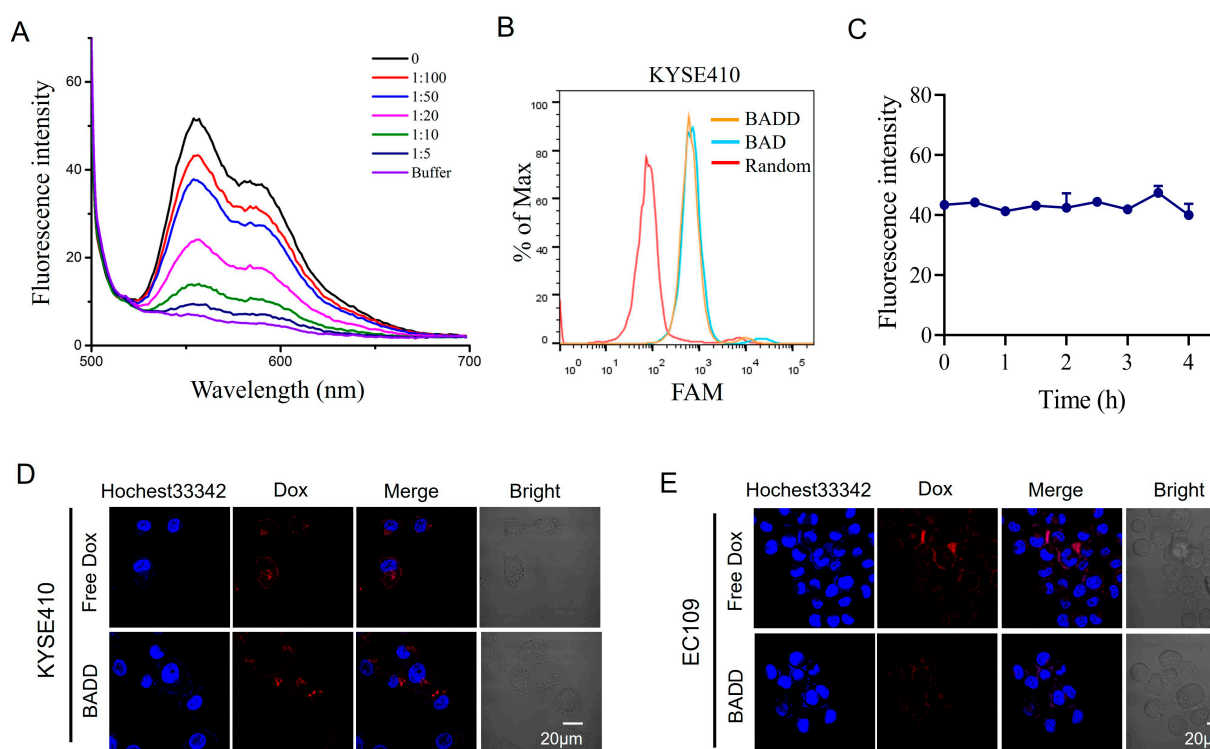 A
Fluorescence intensity
60
40
20
0
500
600
700
Wavelength (nm)
0
1:100
1:50
1:20
1:10
1:5
Buffer
B
KYSE410
% of Max
100
80
60
40
20
0
10^0
10^1
10^2
10^3
10^4
10^5
FAM
BADD
BAD
Random
C
Fluorescence intensity
80
60
40
20
0
0
1
2
3
4
Time (h)
D
Hochest33342
Dox
Merge
Bright
KYSE410
Free Dox
BADD
20μm
E
Hochest33342
Dox
Merge
Bright
EC109
Free Dox
BADD
20μ